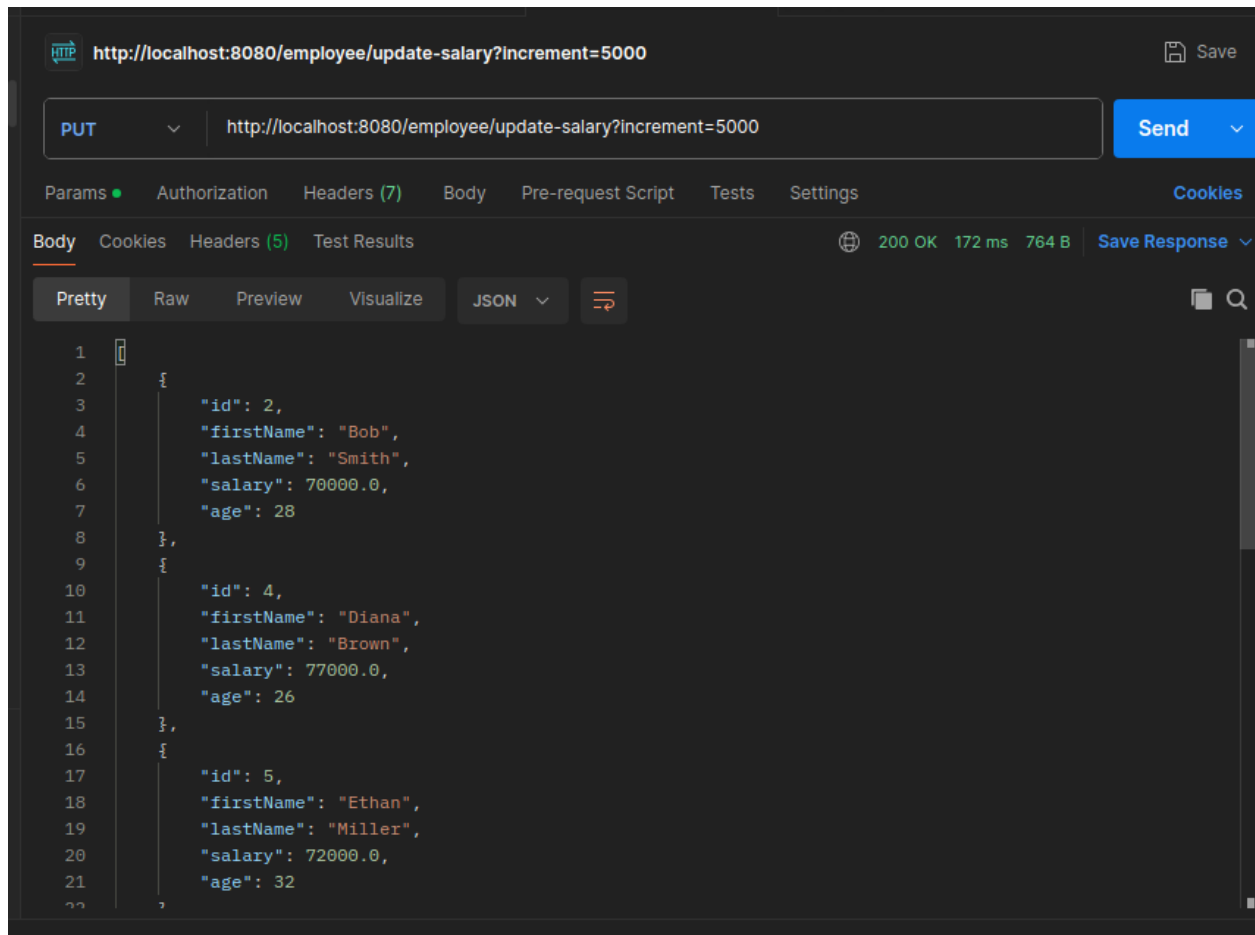 HTTP http://localhost:8080/employee/update-salary?increment=5000 Save
PUT http://localhost:8080/employee/update-salary?increment=5000 Send
Params Authorization Headers (7) Body Pre-request Script Tests Settings Cookies
Body Cookies Headers (5) Test Results 200 OK 172 ms 764 B Save Response
Pretty Raw Preview Visualize JSON
1 [
2 {
3 "id": 2,
4 "firstName": "Bob",
5 "lastName": "Smith",
6 "salary": 70000.0,
7 "age": 28
8 },
9 {
10 "id": 4,
11 "firstName": "Diana",
12 "lastName": "Brown",
13 "salary": 77000.0,
14 "age": 26
15 },
16 {
17 "id": 5,
18 "firstName": "Ethan",
19 "lastName": "Miller",
20 "salary": 72000.0,
21 "age": 32